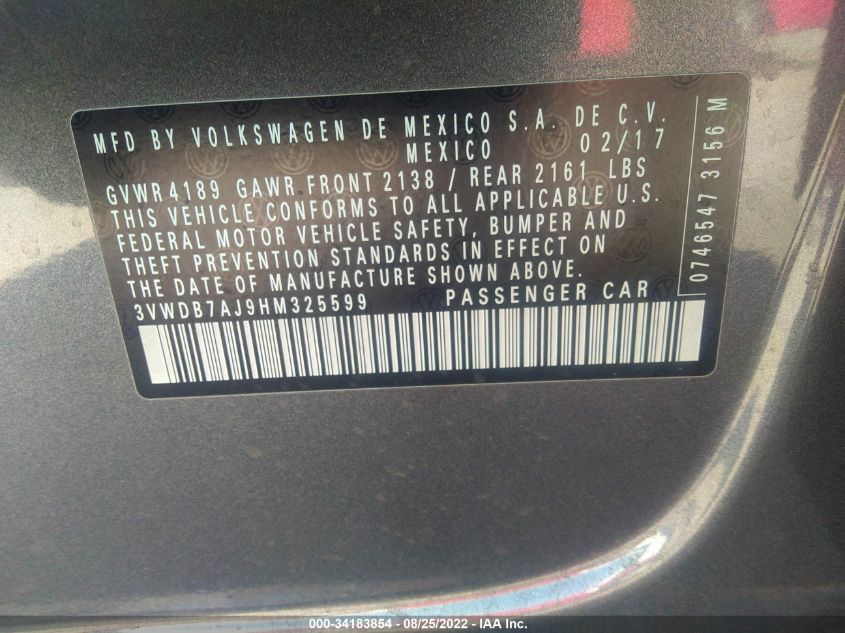 MFD BY VOLKSWAGEN DE MEXICO S.A. DE C.V.
MEXICO 02/17
GVWR 4189 GAWR FRONT 2138 / REAR 2161 LBS
THIS VEHICLE CONFORMS TO ALL APPLICABLE U.S.
FEDERAL MOTOR VEHICLE SAFETY, BUMPER AND
THEFT PREVENTION STANDARDS IN EFFECT ON
THE DATE OF MANUFACTURE SHOWN ABOVE.
3VWDB7AJ9HM325599 PASSENGER CAR
0746547 3156 M
000-34183854 - 08/25/2022 - IAA Inc.